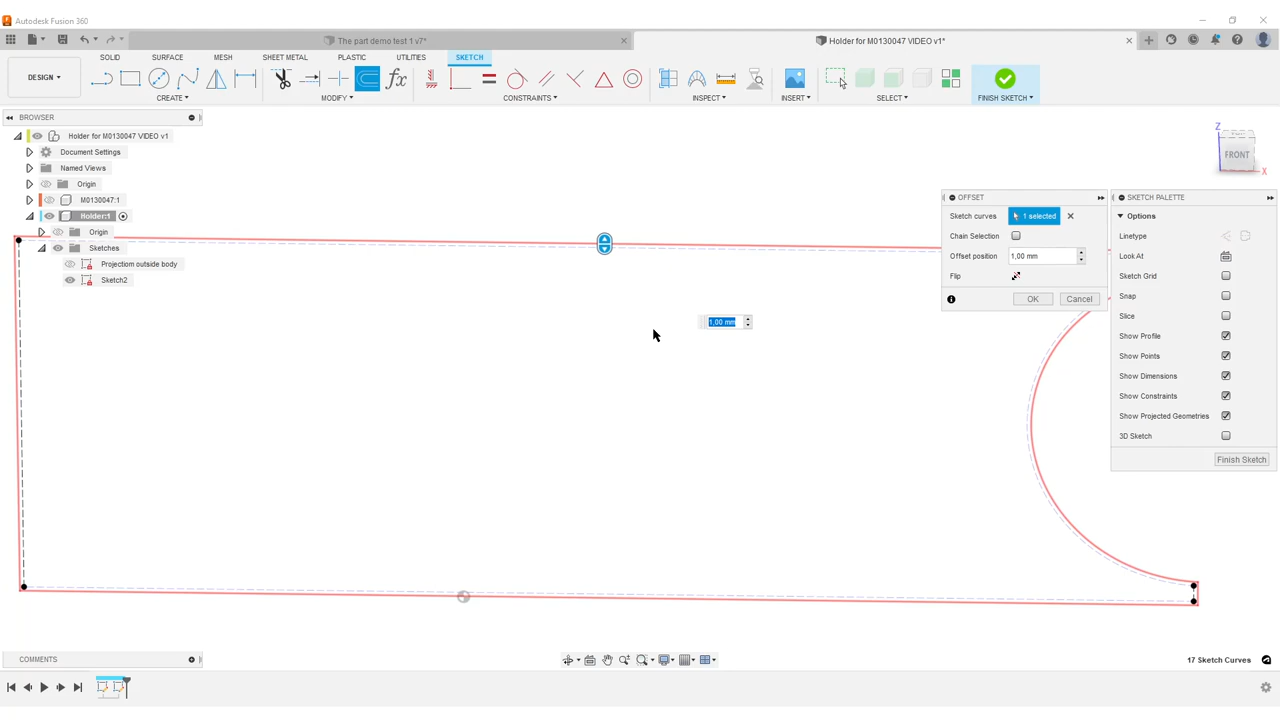 Autodesk Fusion 360
The part demo test 1 v7*
Holder for M0130047 VIDEO v1*
DESIGN
SOLID
SURFACE
MESH
SHEET METAL
PLASTIC
UTILITIES
SKETCH
CREATE
MODIFY
CONSTRAINTS
INSPECT
INSERT
SELECT
FINISH SKETCH
BROWSER
Holder for M0130047 VIDEO v1
Document Settings
Named Views
Origin
M0130047:1
Holder:1
Origin
Sketches
Projectiom outside body
Sketch2
Z
FRONT
X
OFFSET
Sketch curves
1 selected
Chain Selection
Offset position
1,00 mm
Flip
OK
Cancel
SKETCH PALETTE
Options
Linetype
Look At
Sketch Grid
Snap
Slice
Show Profile
Show Points
Show Dimensions
Show Constraints
Show Projected Geometries
3D Sketch
Finish Sketch
1,00 mm
COMMENTS
17 Sketch Curves